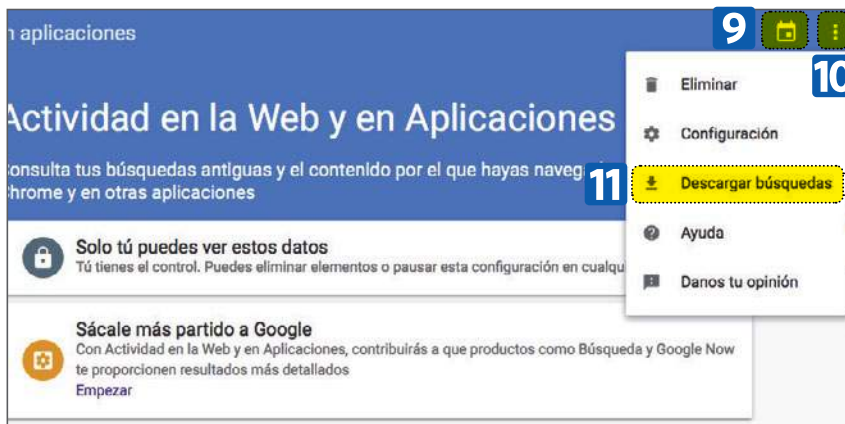 n aplicaciones
9
10
Actividad en la Web y en Aplicaciones
onsulta tus búsquedas antiguas y el contenido por el que hayas naveg
hrome y en otras aplicaciones
Eliminar
Configuración
11
Descargar búsquedas
Ayuda
Danos tu opinión
Solo tú puedes ver estos datos
Tú tienes el control. Puedes eliminar elementos o pausar esta configuración en cualqu
Sácale más partido a Google
Con Actividad en la Web y en Aplicaciones, contribuirás a que productos como Búsqueda y Google Now
te proporcionen resultados más detallados
Empezar